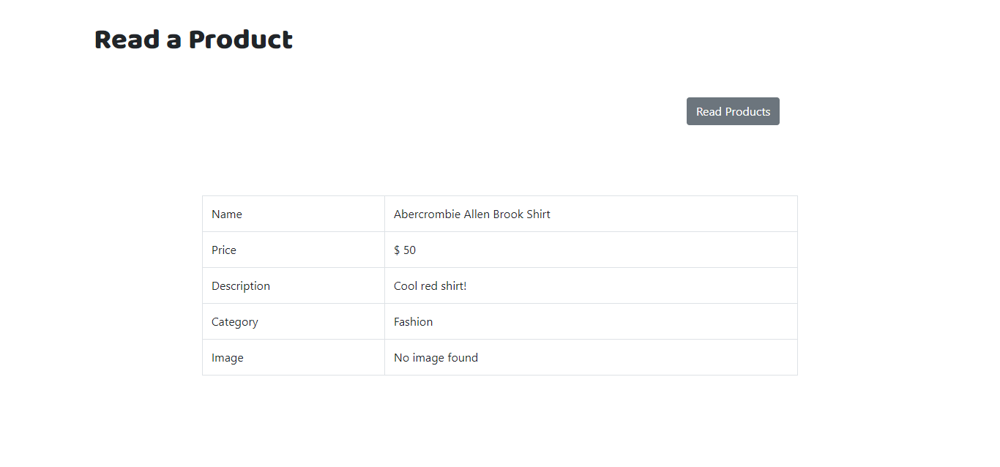 Read a Product
Read Products
Name Abercrombie Allen Brook Shirt
Price $ 50
Description Cool red shirt!
Category Fashion
Image No image found